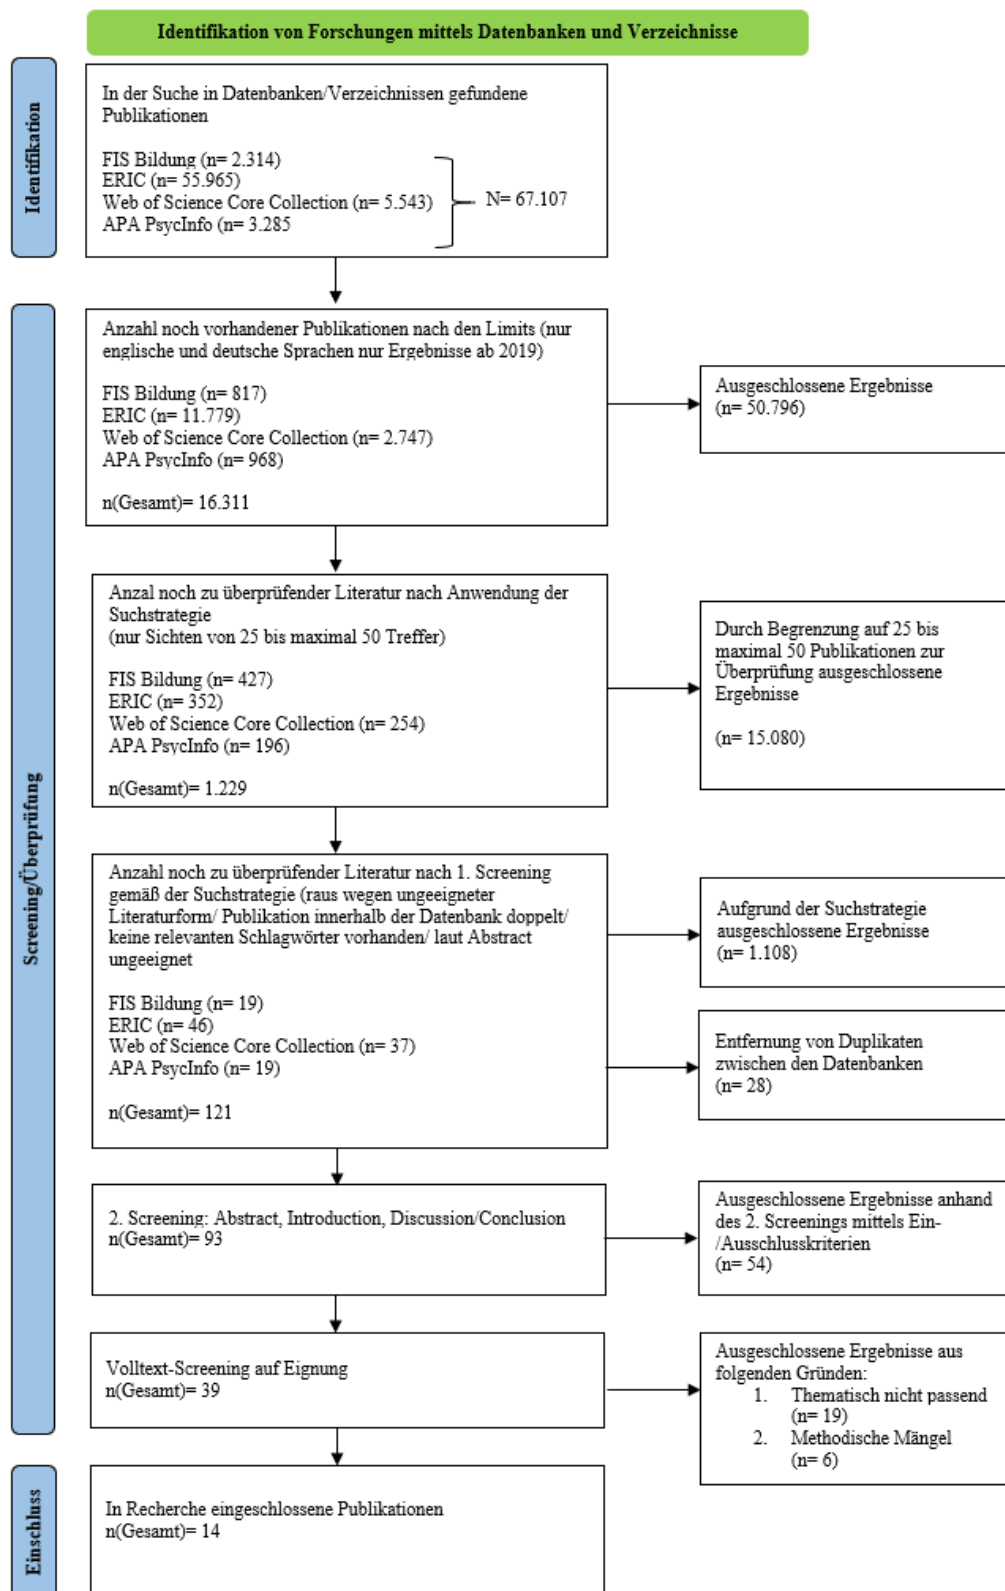 Identifikation von Forschungen mittels Datenbanken und Verzeichnisse
Identifikation
In der Suche in Datenbanken/Verzeichnissen gefundene
Publikationen
FIS Bildung (n= 2.314)
ERIC (n= 55.965)
Web of Science Core Collection (n= 5.543)
APA PsycInfo (n= 3.285
N= 67.107
Screening/Überprüfung
Anzahl noch vorhandener Publikationen nach den Limits (nur
englische und deutsche Sprachen nur Ergebnisse ab 2019)
FIS Bildung (n= 817)
ERIC (n= 11.779)
Web of Science Core Collection (n= 2.747)
APA PsycInfo (n= 968)
n(Gesamt)= 16.311
Ausgeschlossene Ergebnisse
(n= 50.796)
Anzal noch zu überprüfender Literatur nach Anwendung der
Suchstrategie
(nur Sichten von 25 bis maximal 50 Treffer)
FIS Bildung (n= 427)
ERIC (n= 352)
Web of Science Core Collection (n= 254)
APA PsycInfo (n= 196)
n(Gesamt)= 1.229
Durch Begrenzung auf 25 bis
maximal 50 Publikationen zur
Überprüfung ausgeschlossene
Ergebnisse
(n= 15.080)
Anzahl noch zu überprüfender Literatur nach 1. Screening
gemäß der Suchstrategie (raus wegen ungeeigneter
Literaturform/ Publikation innerhalb der Datenbank doppelt/
keine relevanten Schlagwörter vorhanden/ laut Abstract
ungeeignet
FIS Bildung (n= 19)
ERIC (n= 46)
Web of Science Core Collection (n= 37)
APA PsycInfo (n= 19)
n(Gesamt)= 121
Aufgrund der Suchstrategie
ausgeschlossene Ergebnisse
(n= 1.108)
Entfernung von Duplikaten
zwischen den Datenbanken
(n= 28)
2. Screening: Abstract, Introduction, Discussion/Conclusion
n(Gesamt)= 93
Ausgeschlossene Ergebnisse anhand
des 2. Screenings mittels Ein-
/Ausschlusskriterien
(n= 54)
Volltext-Screening auf Eignung
n(Gesamt)= 39
Ausgeschlossene Ergebnisse aus
folgenden Gründen:
1. Thematisch nicht passend
(n= 19)
2. Methodische Mängel
(n= 6)
Einschluss
In Recherche eingeschlossene Publikationen
n(Gesamt)= 14